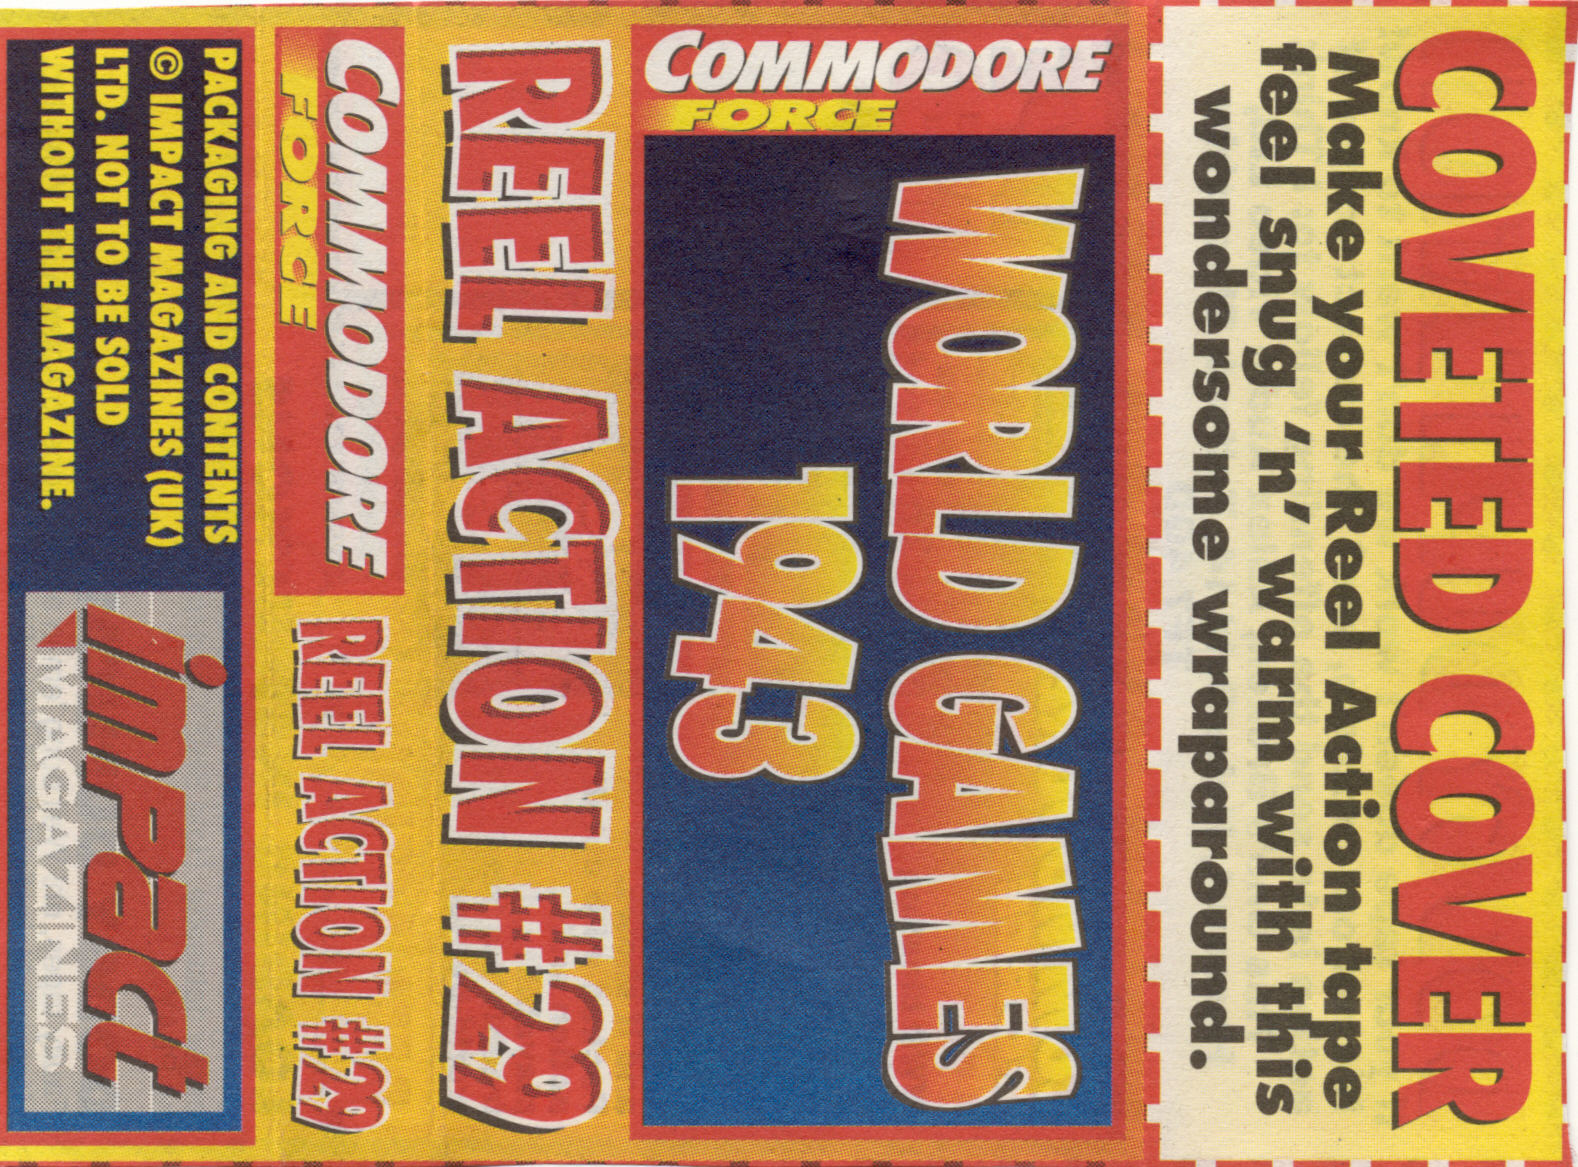 COVETED COVER
Make your Reel Action tape
feel snug 'n' warm with this
wondersome wraparound.
COMMODORE
FORCE
WORLD GAMES
1943
REEL ACTION #29
COMMODORE
FORCE
REEL ACTION #29
PACKAGING AND CONTENTS
© IMPACT MAGAZINES (UK)
LTD. NOT TO BE SOLD
WITHOUT THE MAGAZINE.
impact
MAGAZINES